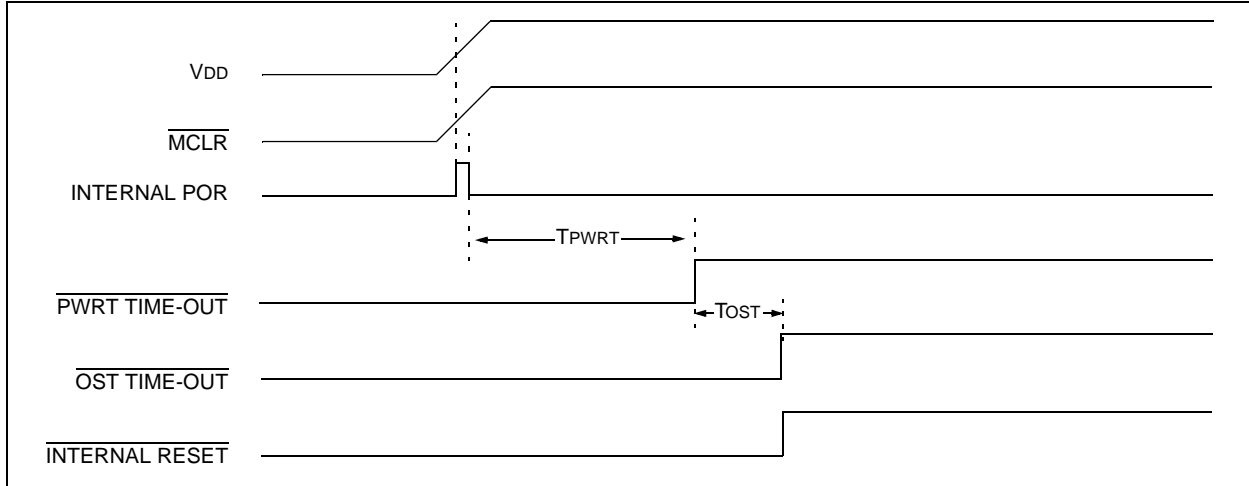 VDD
MCLR
INTERNAL POR
TPWRT
PWRT TIME-OUT
TOST
OST TIME-OUT
INTERNAL RESET